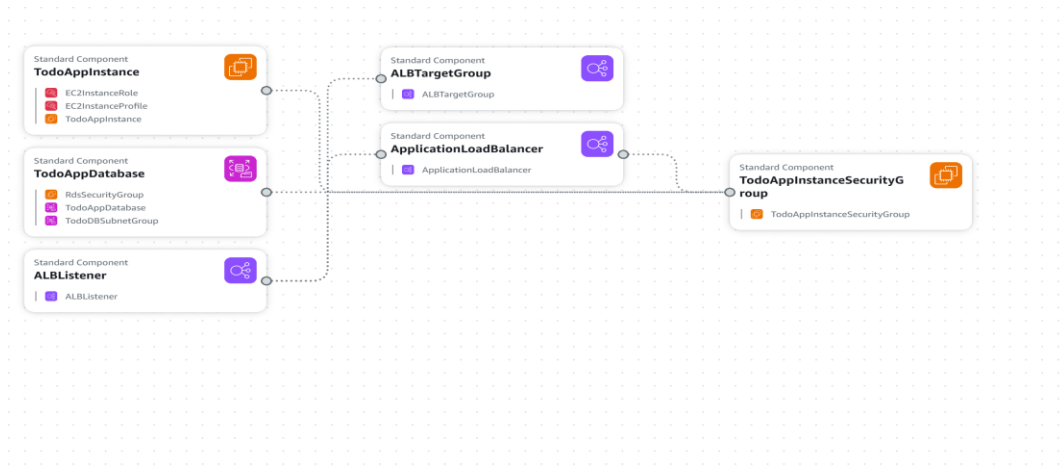 Standard Component
TodoAppInstance
EC2InstanceRole
EC2InstanceProfile
TodoAppInstance
Standard Component
TodoAppDatabase
RdsSecurityGroup
TodoAppDatabase
TodoDBSubnetGroup
Standard Component
ALBListener
ALBListener
Standard Component
ALBTargetGroup
ALBTargetGroup
Standard Component
ApplicationLoadBalancer
ApplicationLoadBalancer
Standard Component
TodoAppInstanceSecurityG
roup
TodoAppInstanceSecurityGroup